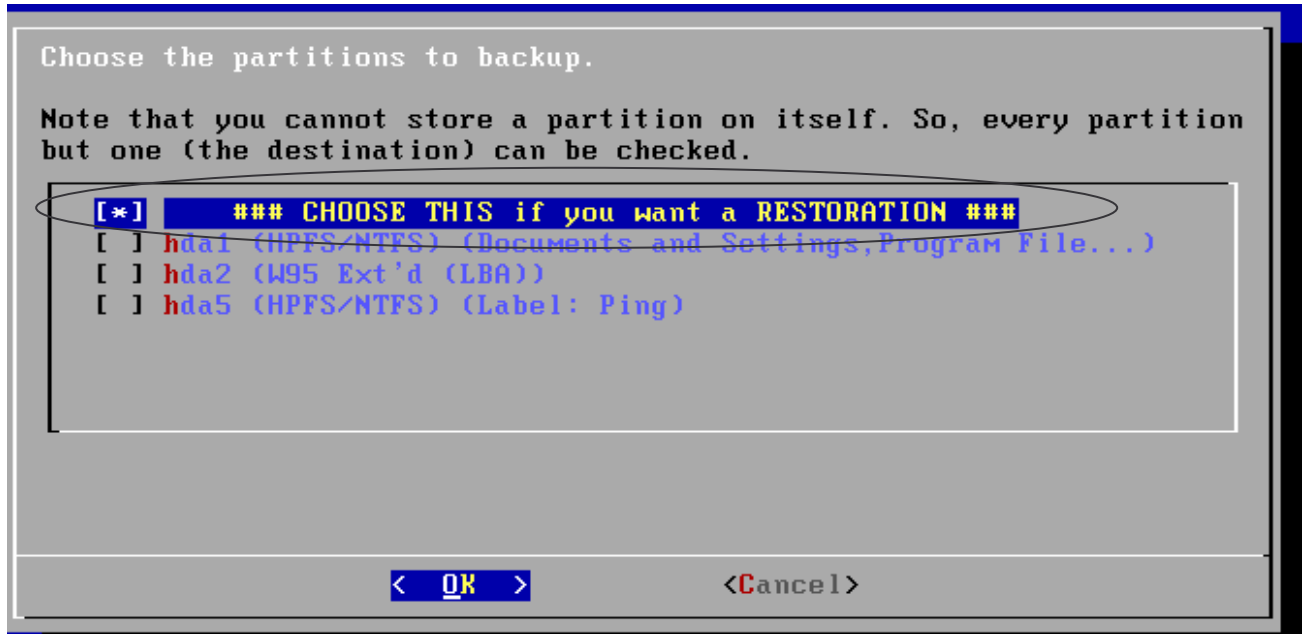 Choose the partitions to backup.
Note that you cannot store a partition on itself. So, every partition
but one (the destination) can be checked.
[*] ### CHOOSE THIS if you want a RESTORATION ###
[ ] hda1 (HPFS/NTFS) (Documents and Settings,Program File...)
[ ] hda2 (W95 Ext'd (LBA))
[ ] hda5 (HPFS/NTFS) (Label: Ping)
< OK > <Cancel>